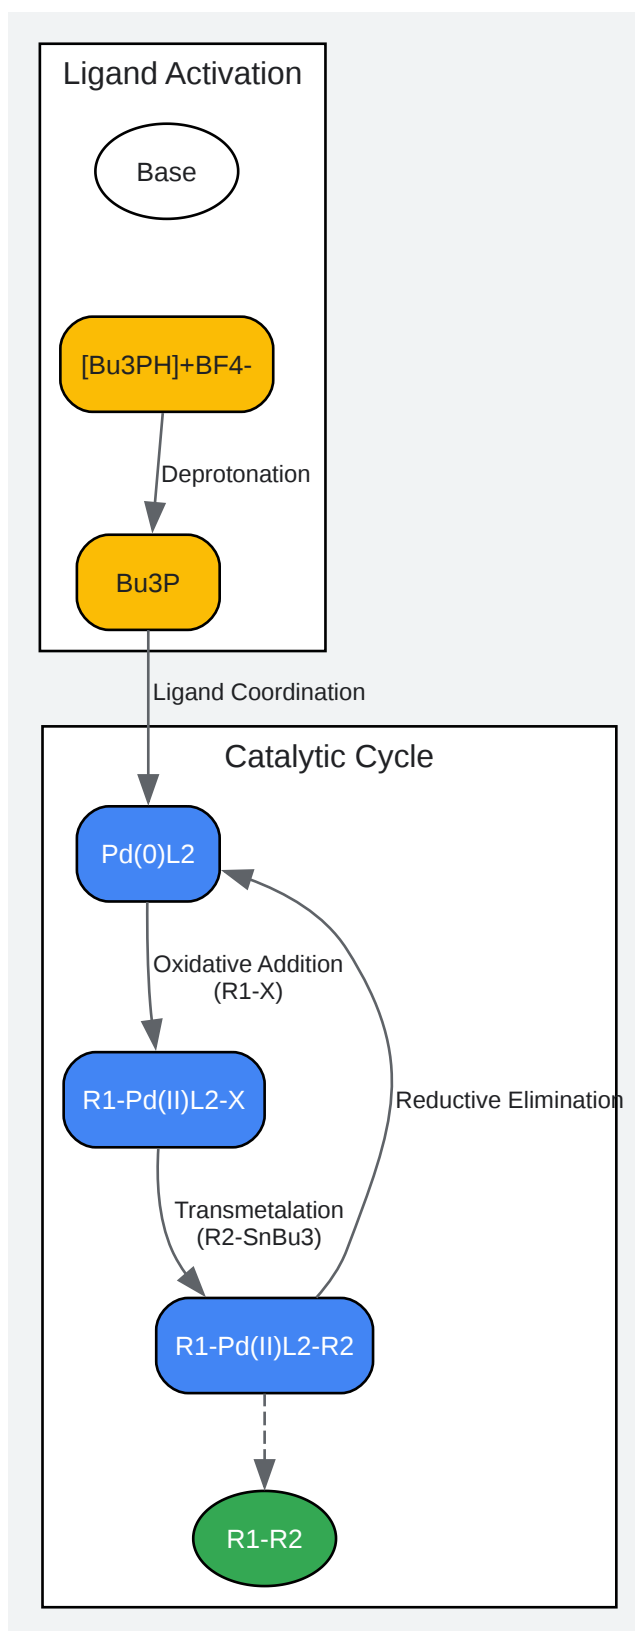 Ligand Activation
Base
[Bu3PH]+BF4-
Deprotonation
Bu3P
Ligand Coordination
Catalytic Cycle
Pd(0)L2
Oxidative Addition
(R1-X)
R1-Pd(II)L2-X
Reductive Elimination
Transmetalation
(R2-SnBu3)
R1-Pd(II)L2-R2
R1-R2